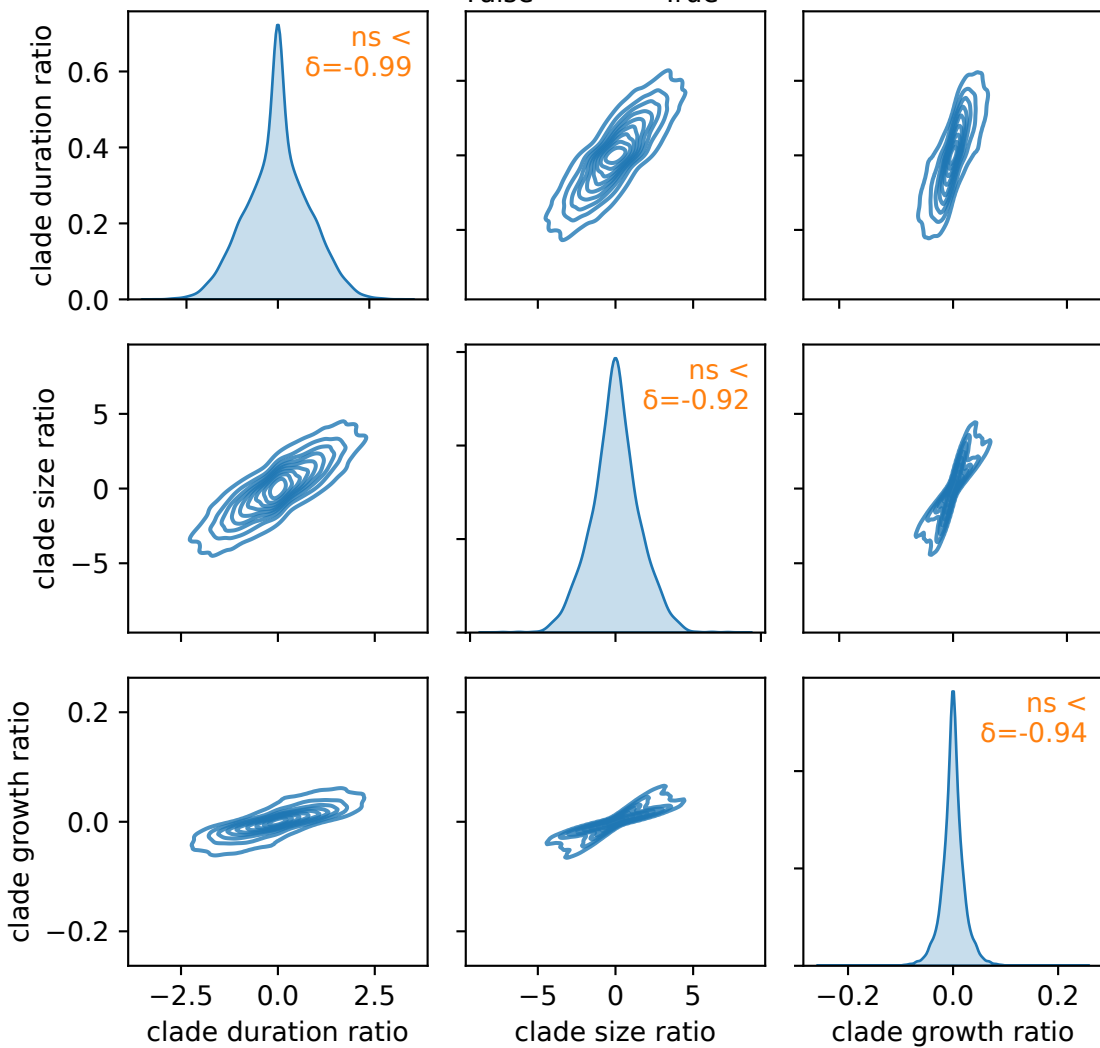 clade duration ratio
0.6
0.4
0.2
0.0
ns <
δ=-0.99
clade size ratio
5
0
−5
ns <
δ=-0.92
clade growth ratio
0.2
0.0
−0.2
ns <
δ=-0.94
−2.5 0.0 2.5
−5 0 5
−0.2 0.0 0.2
clade duration ratio
clade size ratio
clade growth ratio